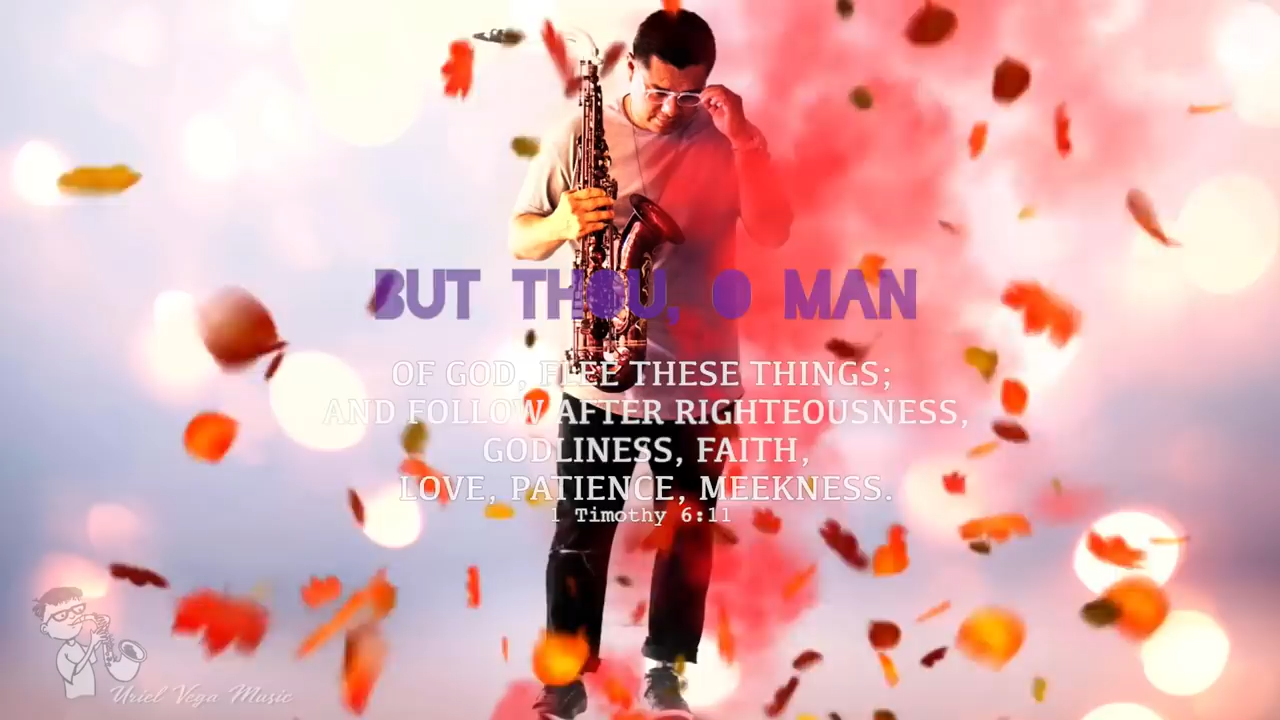 BUT THOU, O MAN
OF GOD, FLEE THESE THINGS;
AND FOLLOW AFTER RIGHTEOUSNESS,
GODLINESS, FAITH,
LOVE, PATIENCE, MEEKNESS.
1 Timothy 6:11
Uriel Vega Music